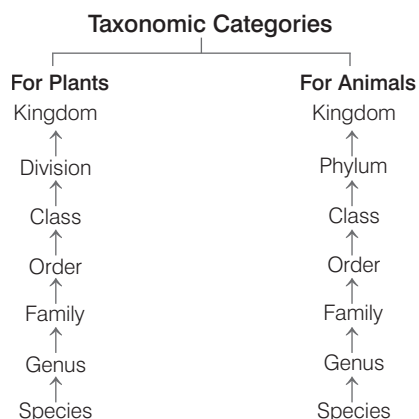 Taxonomic Categories
For Plants
Kingdom
Division
Class
Order
Family
Genus
Species
For Animals
Kingdom
Phylum
Class
Order
Family
Genus
Species